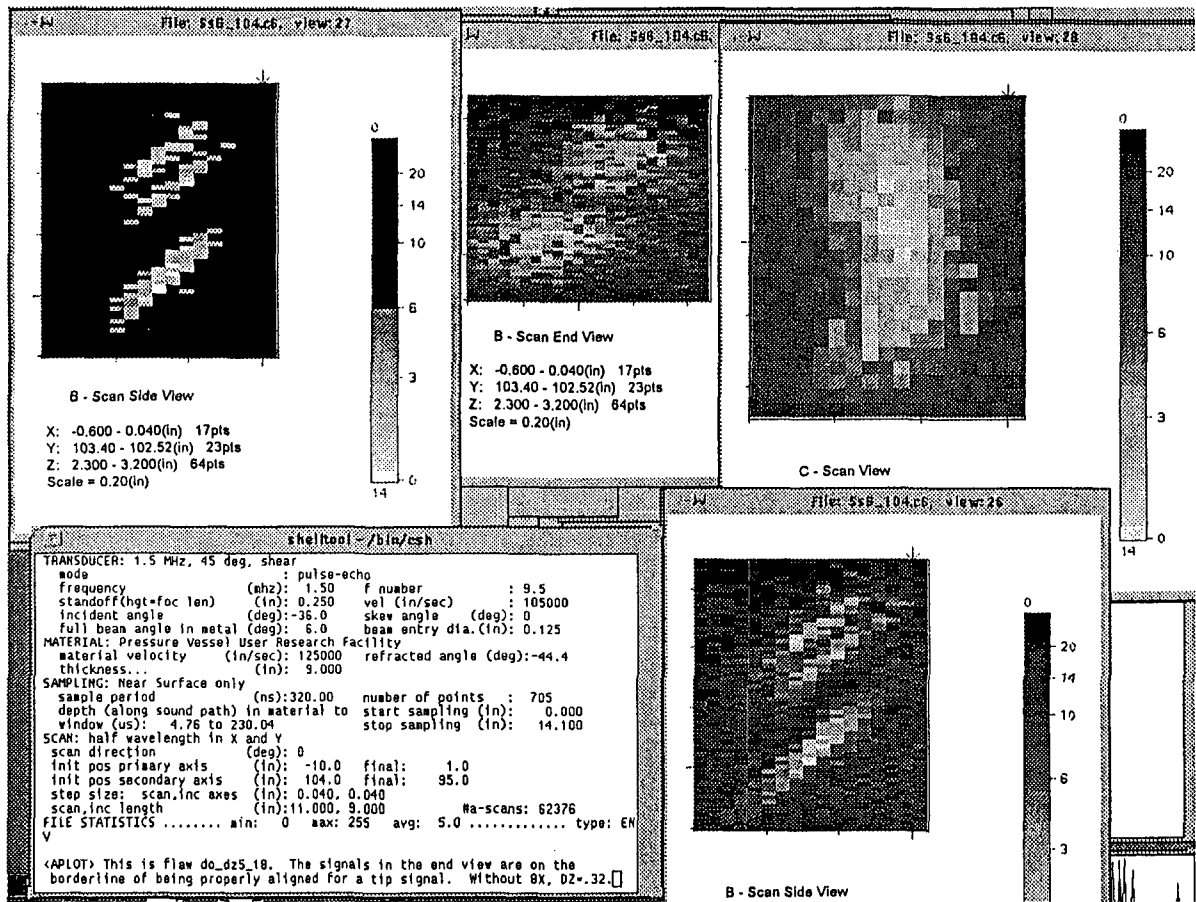 File: Ss6_104.c6, view:27
0
20
14
10
6
3
0
14
B - Scan Side View
X: -0.600 - 0.040(in) 17pts
Y: 103.40 - 102.52(in) 23pts
Z: 2.300 - 3.200(in) 64pts
Scale = 0.20(in)
File: Ss6_104.c6,
B - Scan End View
X: -0.600 - 0.040(in) 17pts
Y: 103.40 - 102.52(in) 23pts
Z: 2.300 - 3.200(in) 64pts
Scale = 0.20(in)
File: Ss6_104.c6, view:28
0
20
14
10
6
3
0
14
C - Scan View
shelltool - /bin/csh
TRANSDUCER: 1.5 MHz, 45 deg, shear
mode : pulse-echo
frequency (mhz): 1.50 f number : 9.5
standoff(hgt=foc len) (in): 0.250 vel (in/sec) : 105000
incident angle (deg):-36.0 skew angle (deg): 0
full beam angle in metal (deg): 6.0 beam entry dia.(in): 0.125
MATERIAL: Pressure Vessel User Research Facility
material velocity (in/sec): 125000 refracted angle (deg):-44.4
thickness... (in): 9.000
SAMPLING: Near Surface only
sample period (ns):320.00 number of points : 705
depth (along sound path) in material to start sampling (in): 0.000
window (us): 4.76 to 230.04 stop sampling (in): 14.100
SCAN: half wavelength in X and Y
scan direction (deg): 0
init pos primary axis (in): -10.0 final: 1.0
init pos secondary axis (in): 104.0 final: 95.0
step size: scan,inc axes (in): 0.040, 0.040
scan,inc length (in):11.000, 9.000 #a-scans: 62376
FILE STATISTICS ........ min: 0 max: 255 avg: 5.0 ............. type: EN
V
<APLOT> This is flaw do_dz5_18. The signals in the end view are on the
borderline of being properly aligned for a tip signal. Without 8X, DZ=.32.
File: Ss6_104.c6, view:26
0
20
14
10
6
3
B - Scan Side View